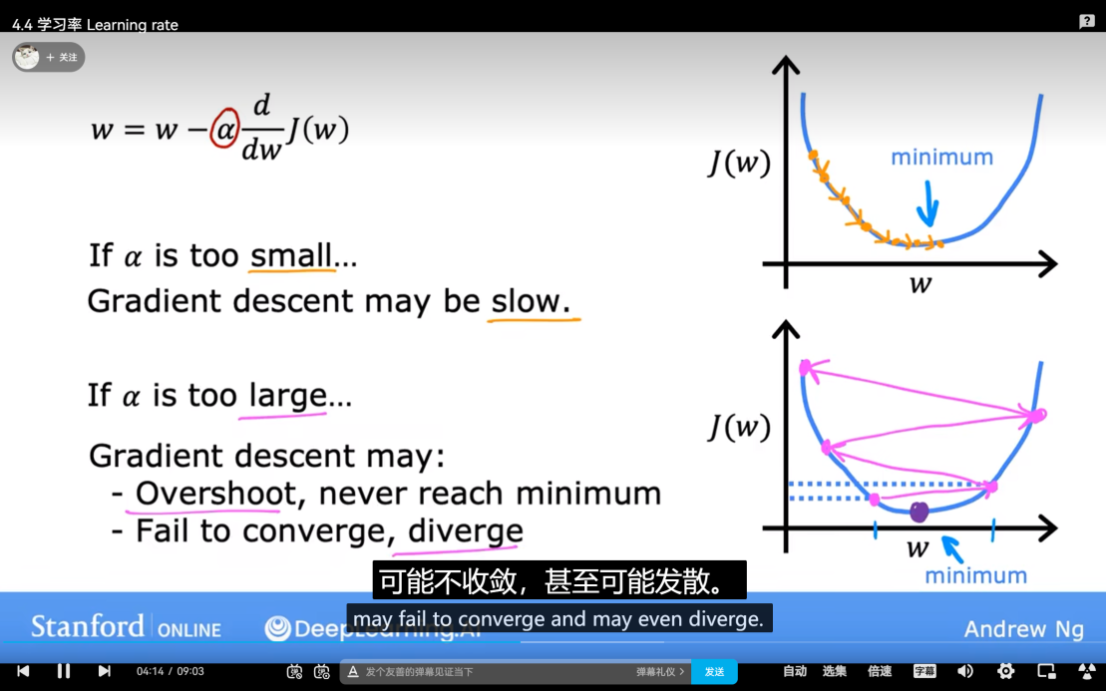 4.4 学习率 Learning rate
+ 关注
w = w − α d/dw J(w)
If α is too small...
Gradient descent may be slow.
If α is too large...
Gradient descent may:
- Overshoot, never reach minimum
- Fail to converge, diverge
J(w)
minimum
w
J(w)
w
minimum
可能不收敛，甚至可能发散。
may fail to converge and may even diverge.
Stanford | ONLINE
DeepLearning.AI
Andrew Ng
04:14 / 09:03
发个友善的弹幕见证当下
弹幕礼仪 >
发送
自动
选集
倍速
字幕